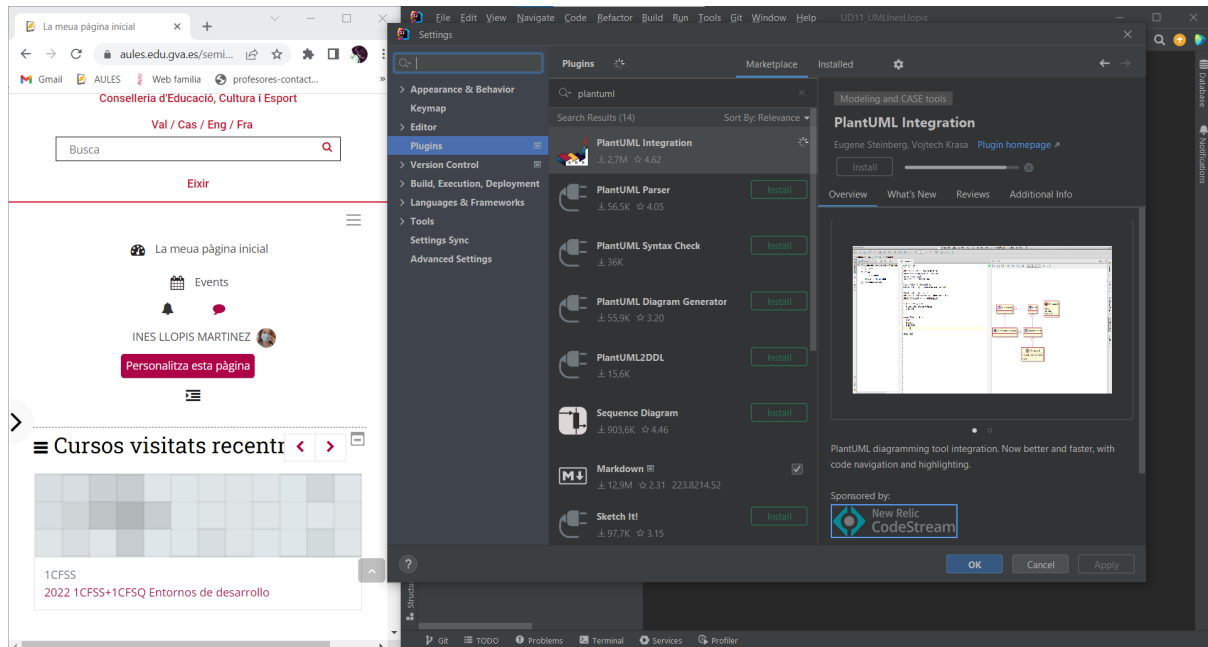 La meua pàgina inicial
aules.edu.gva.es/semi...
Gmail
AULES
Web familia
profesores-contact...
»
Conselleria d'Educació, Cultura i Esport
Val / Cas / Eng / Fra
Busca
Eixir
La meua pàgina inicial
Events
INES LLOPIS MARTINEZ
Personalitza esta pàgina
Cursos visitats recentr
1CFSS
2022 1CFSS+1CFSQ Entornos de desarrollo
File Edit View Navigate Code Refactor Build Run Tools Git Window Help UD11_UMLInesLlopis
Settings
Appearance & Behavior
Keymap
Editor
Plugins
Version Control
Build, Execution, Deployment
Languages & Frameworks
Tools
Settings Sync
Advanced Settings
Plugins
Marketplace
Installed
plantuml
Search Results (14)
Sort By: Relevance
PlantUML Integration
2,7M 4.62
PlantUML Parser
Install
56,5K 4.05
PlantUML Syntax Check
Install
36K
PlantUML Diagram Generator
Install
55,9K 3.20
PlantUML2DDL
Install
15,6K
Sequence Diagram
Install
903,6K 4.46
Markdown
12,9M 2.31 223.8214.52
Sketch It!
Install
97,7K 3.15
Modeling and CASE tools
PlantUML Integration
Eugene Steinberg, Vojtech Krasa Plugin homepage
Install
Overview
What's New
Reviews
Additional Info
PlantUML diagramming tool integration. Now better and faster, with
code navigation and highlighting.
Sponsored by:
New Relic
CodeStream
?
OK
Cancel
Apply
Database
Notifications
Git
TODO
Problems
Terminal
Services
Profiler